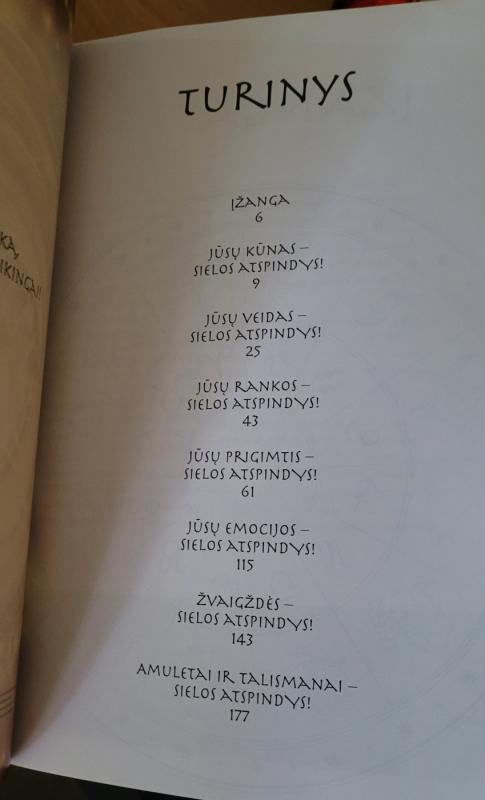 TURINYS
ĮŽANGA
6
JŪSŲ KŪNAS –
SIELOS ATSPINDYS!
9
JŪSŲ VEIDAS –
SIELOS ATSPINDYS!
25
JŪSŲ RANKOS –
SIELOS ATSPINDYS!
43
JŪSŲ PRIGIMTIS –
SIELOS ATSPINDYS!
61
JŪSŲ EMOCIJOS –
SIELOS ATSPINDYS!
115
ŽVAIGŽDĖS –
SIELOS ATSPINDYS!
143
AMULETAI IR TALISMANAI –
SIELOS ATSPINDYS!
177